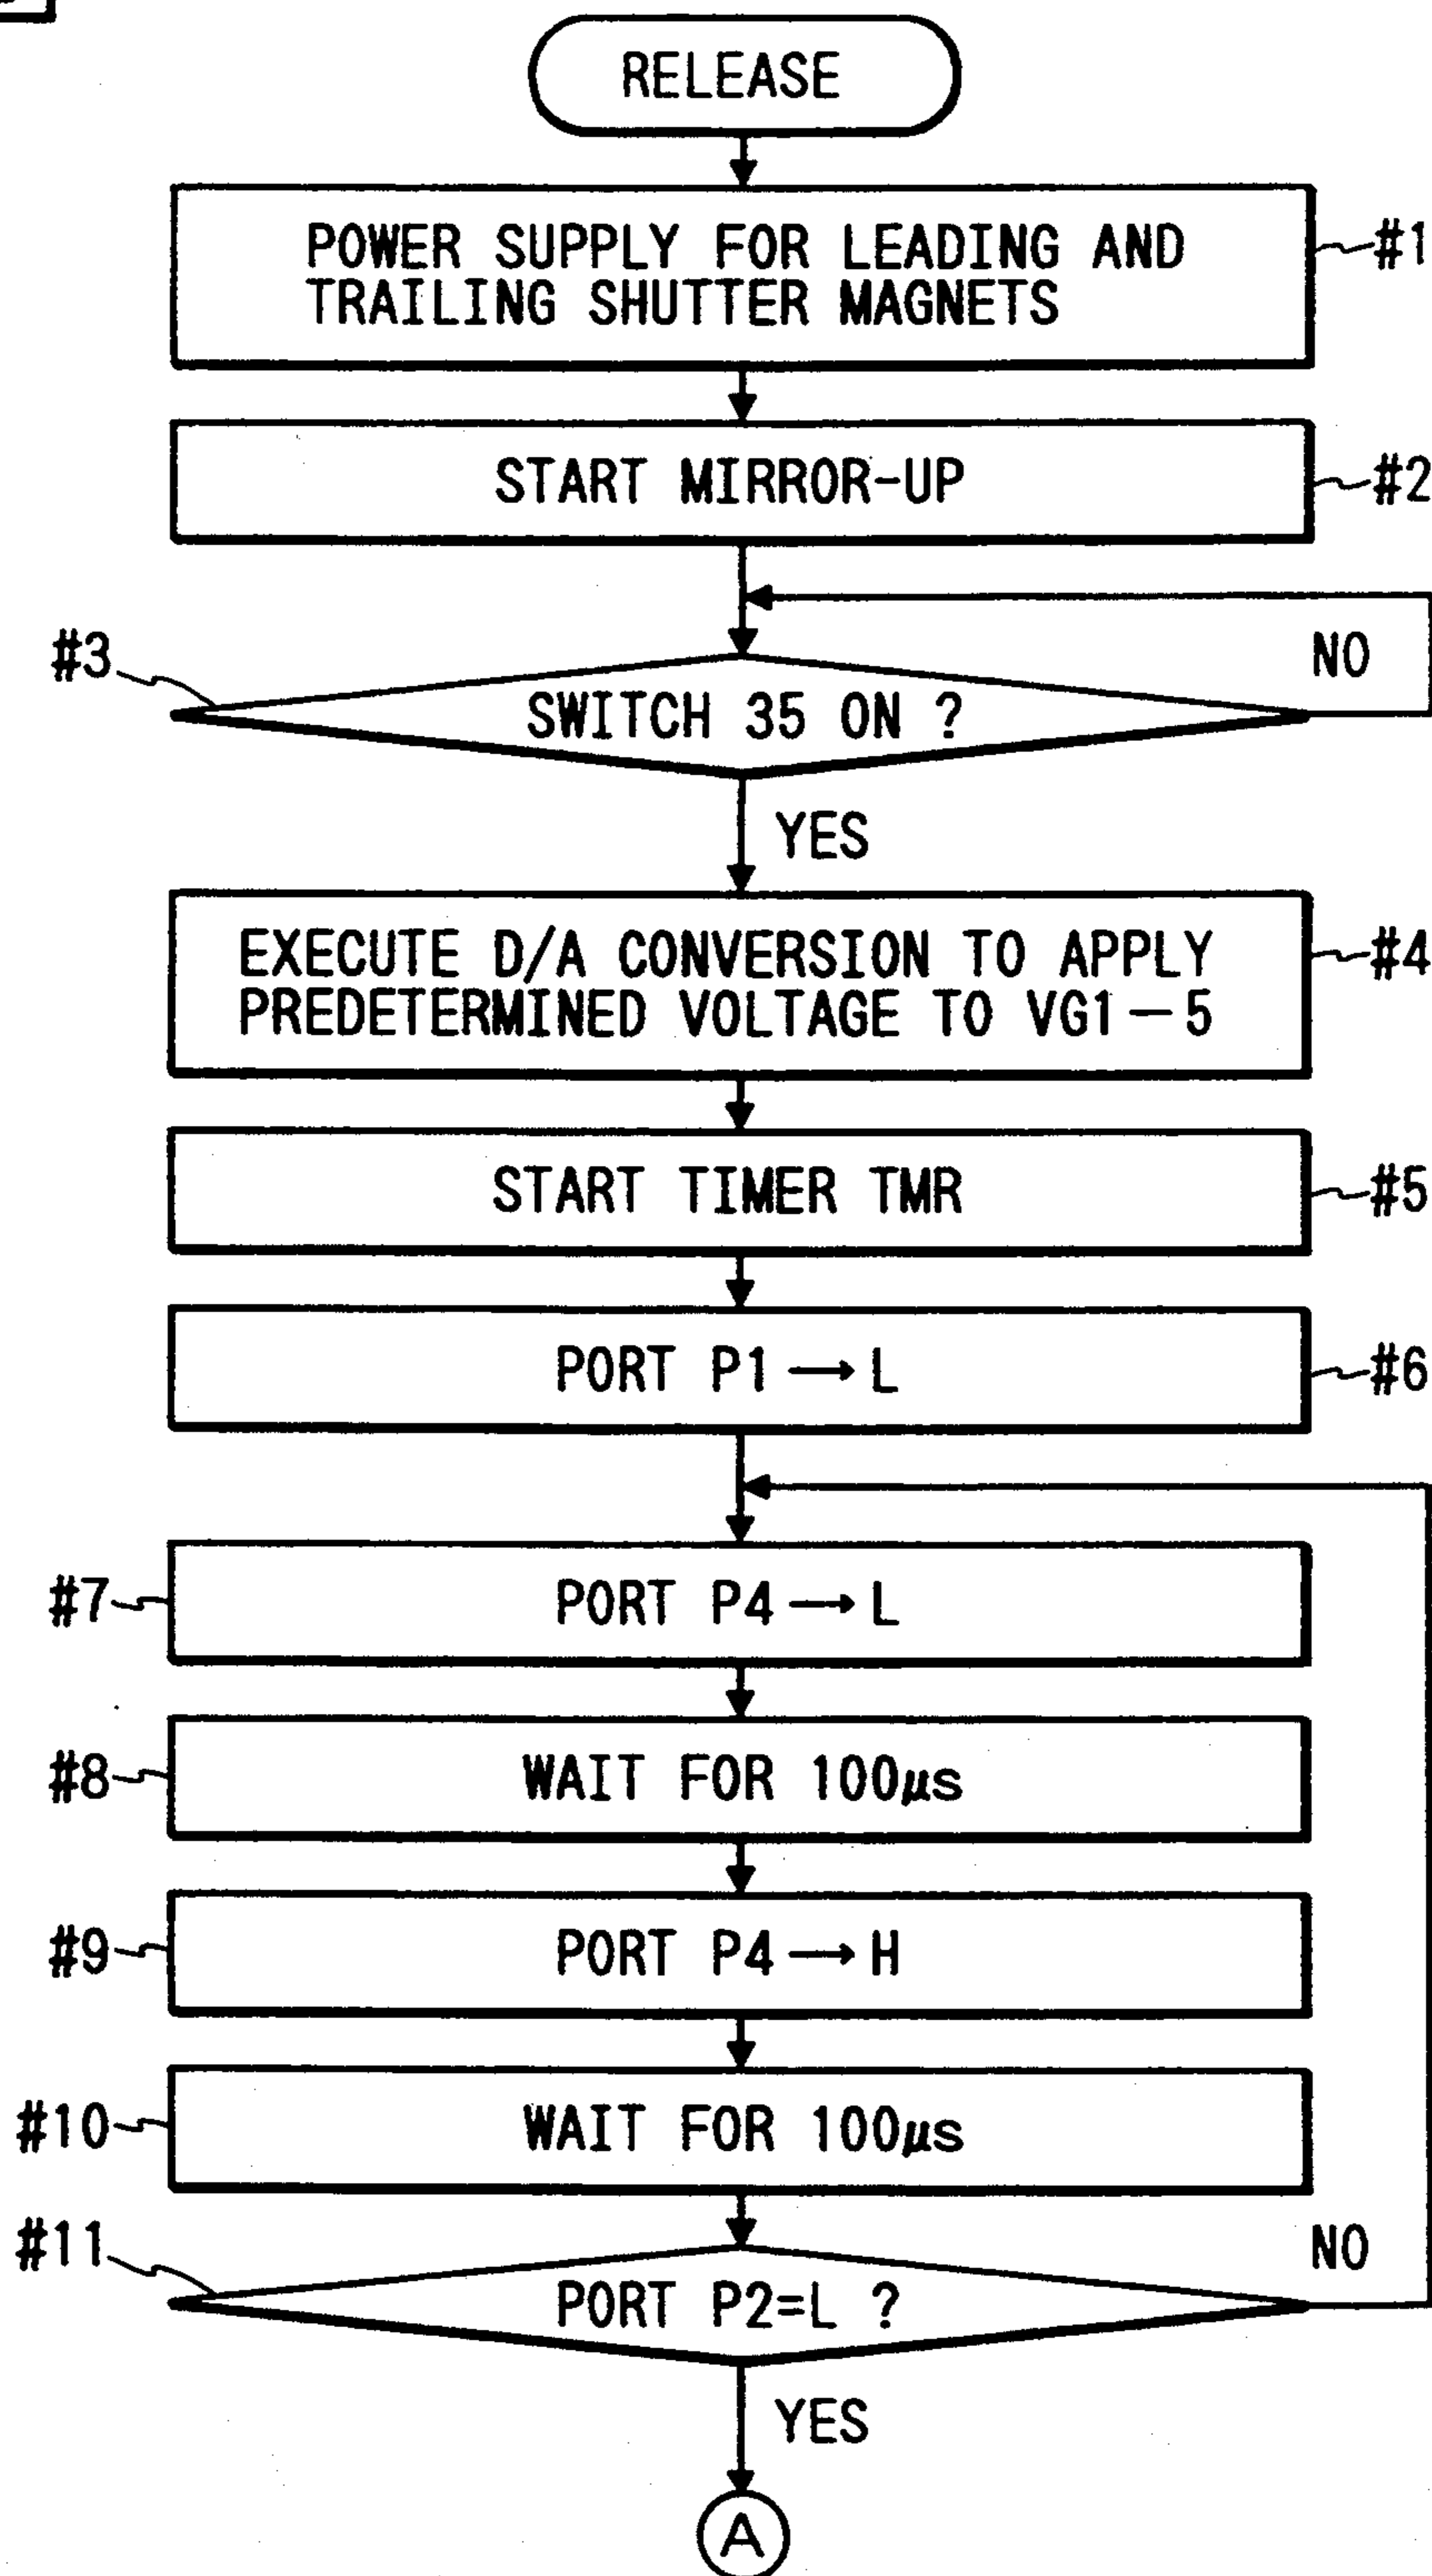 RELEASE
POWER SUPPLY FOR LEADING AND
TRAILING SHUTTER MAGNETS
#1
START MIRROR-UP
#2
#3
SWITCH 35 ON ?
NO
YES
EXECUTE D/A CONVERSION TO APPLY
PREDETERMINED VOLTAGE TO VG1—5
#4
START TIMER TMR
#5
PORT P1 → L
#6
#7
PORT P4 → L
#8
WAIT FOR 100μs
#9
PORT P4 → H
#10
WAIT FOR 100μs
#11
PORT P2=L ?
NO
YES
A